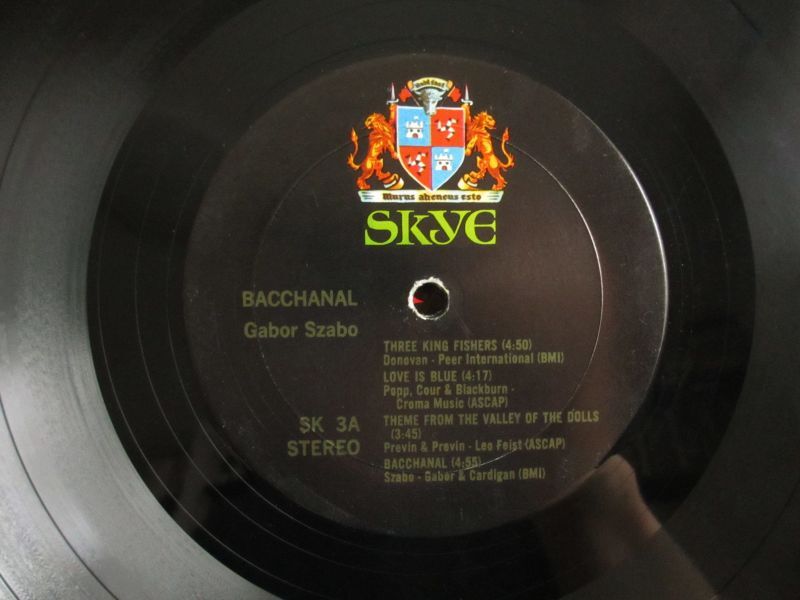 Hold Fast
Murus aheneus esto
SKYE
BACCHANAL
Gabor Szabo
SK 3A
STEREO
THREE KING FISHERS (4:50)
Donovan - Peer International (BMI)
LOVE IS BLUE (4:17)
Popp, Cour & Blackburn -
Croma Music (ASCAP)
THEME FROM THE VALLEY OF THE DOLLS
(3:45)
Previn & Previn - Leo Feist (ASCAP)
BACCHANAL (4:55)
Szabo - Gabor & Cardigan (BMI)